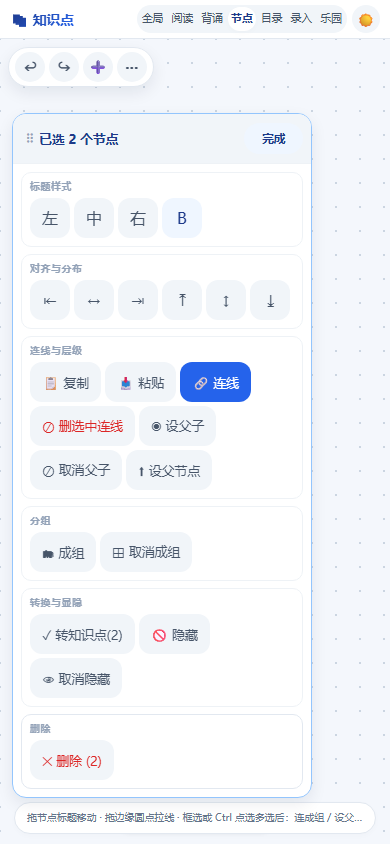 知识点
全局 阅读 背诵 节点 目录 录入 乐园
已选 2 个节点
完成
标题样式
左 中 右 B
对齐与分布
连线与层级
复制 粘贴 连线
删选中连线 设父子
取消父子 设父节点
分组
成组 取消成组
转换与显隐
✓ 转知识点(2) 隐藏
取消隐藏
删除
删除 (2)
拖节点标题移动 · 拖边缘圆点拉线 · 框选或 Ctrl 点选多选后：连成组 / 设父...